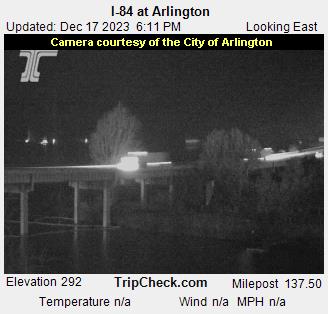 I-84 at Arlington
Updated: Dec 17 2023 6:11 PM Looking East
Camera courtesy of the City of Arlington
Elevation 292 TripCheck.com Milepost 137.50
Temperature n/a Wind n/a MPH n/a